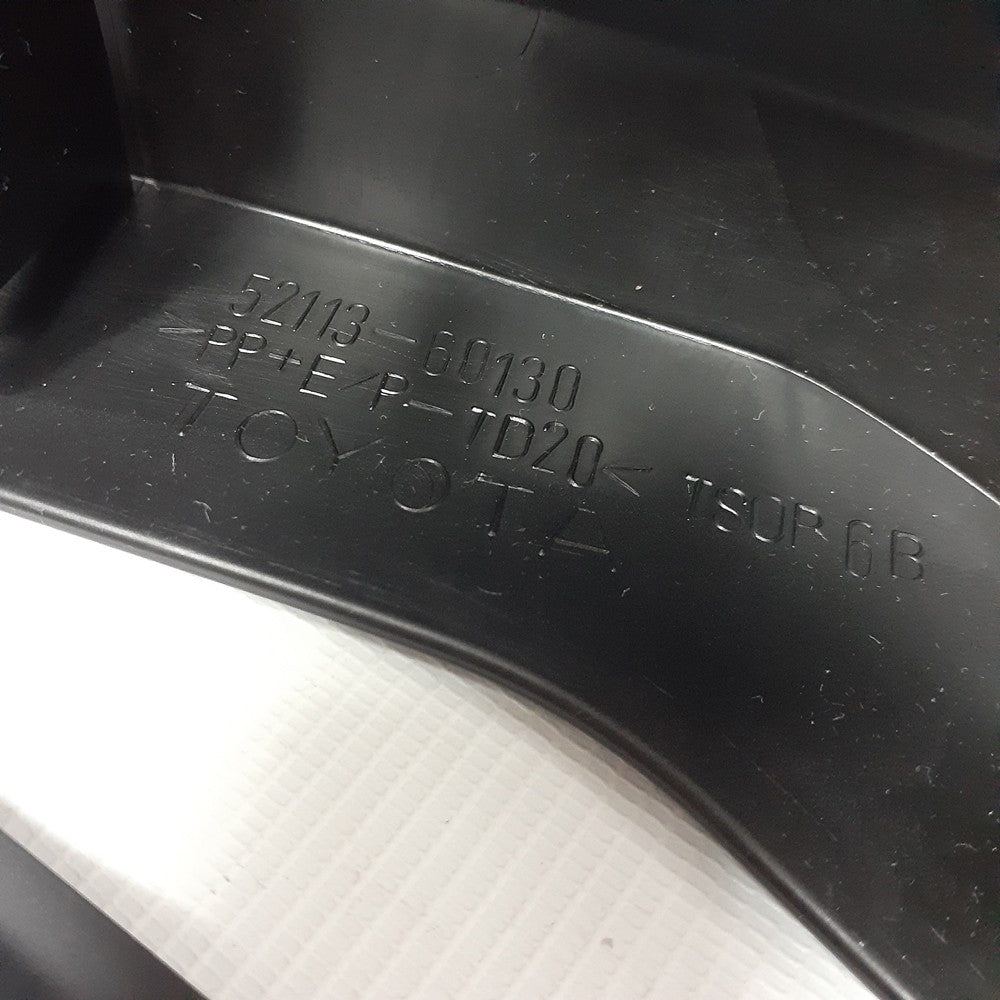 52113-60130
>PP+E/P-TD20< TSOP 6B
TOYOTA